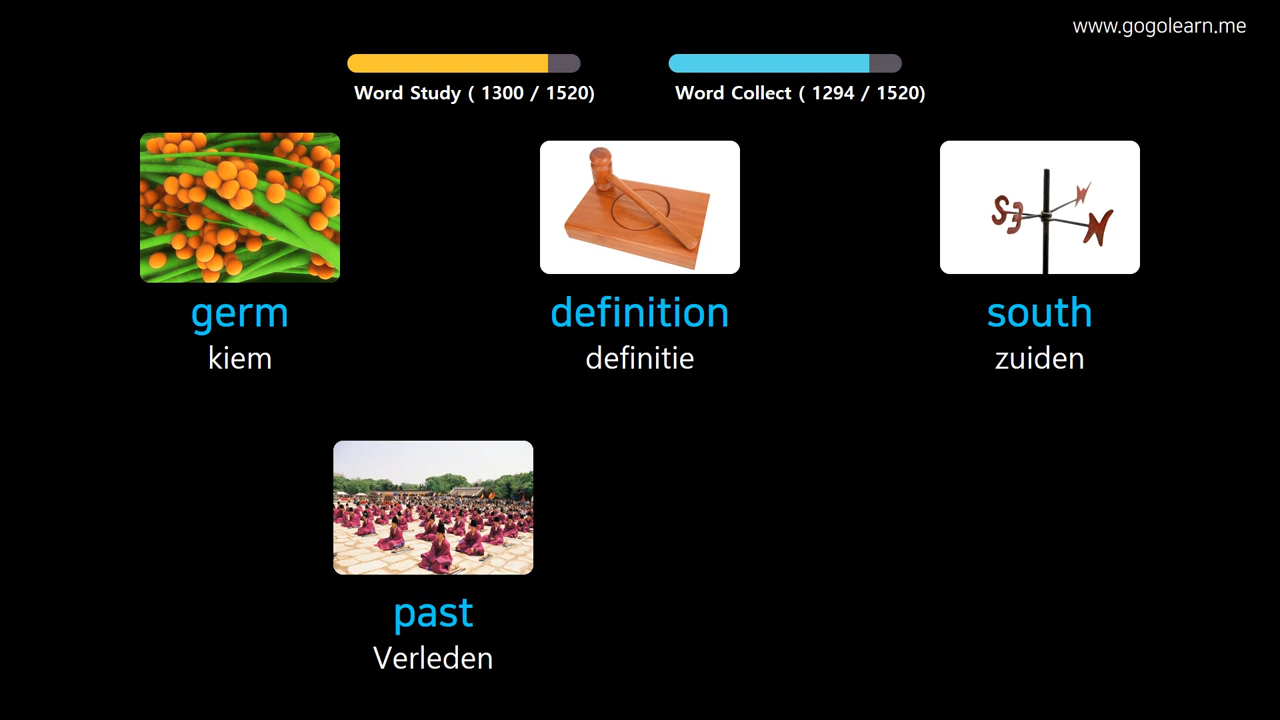 www.gogolearn.me
Word Study ( 1300 / 1520)
Word Collect ( 1294 / 1520)
germ
kiem
definition
definitie
S
N
south
zuiden
past
Verleden